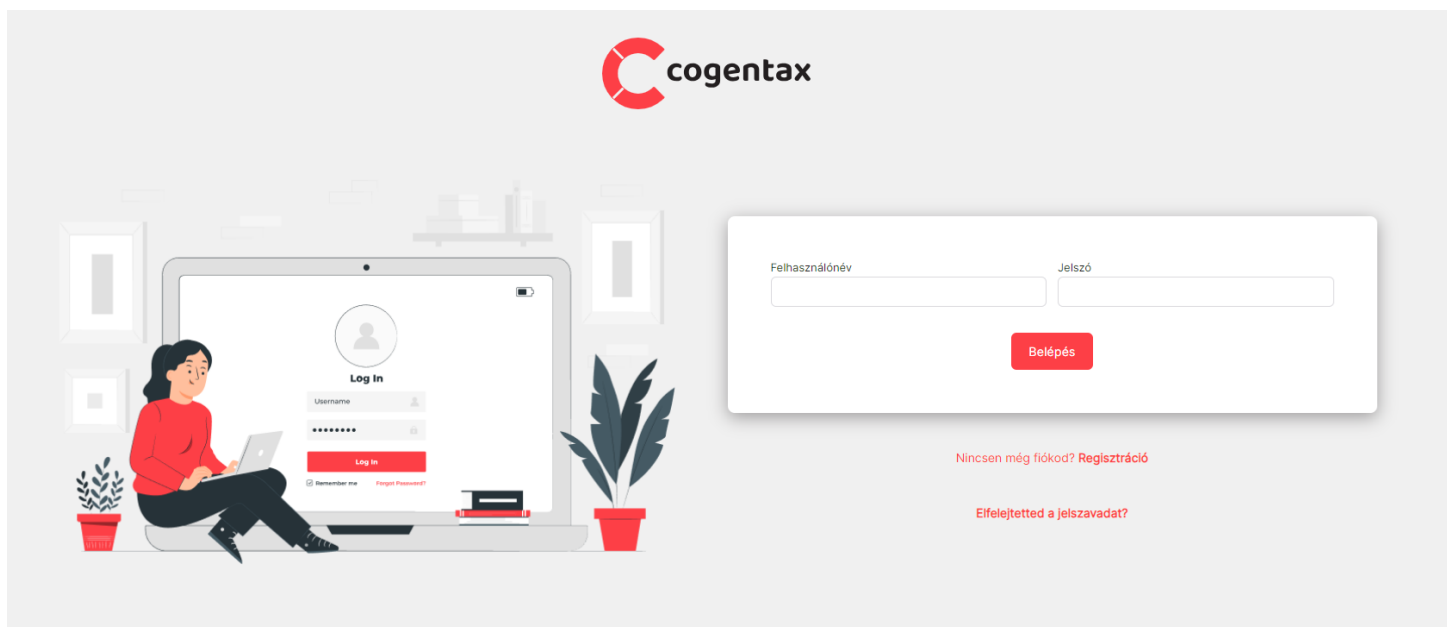 cogentax
Felhasználónév
Jelszó
Belépés
Nincsen még fiókod? Regisztráció
Elfelejtetted a jelszavadat?
Log In
Username
Log In
Remember me
Forgot Password?